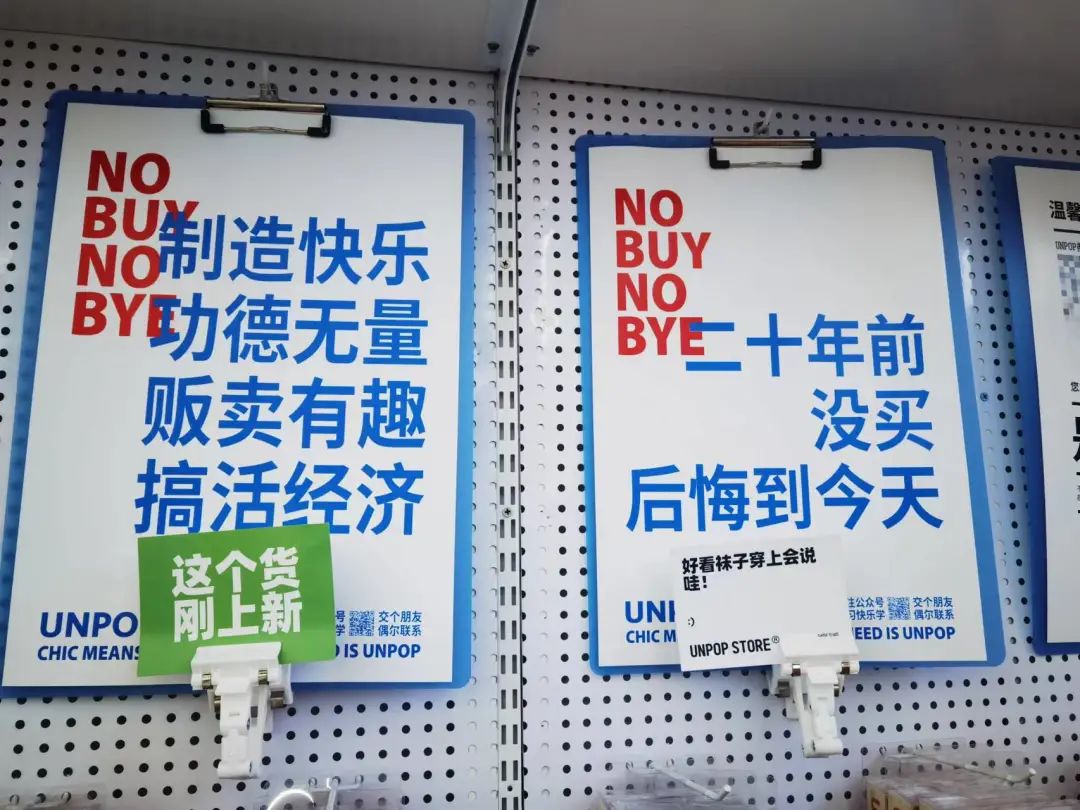 NO
BUY
NO
BYE
制造快乐
功德无量
贩卖有趣
搞活经济
这个货
刚上新
UNPO
CHIC MEANS
号 交个朋友
学 偶尔联系
D IS UNPOP
NO
BUY
NO
BYE
二十年前
没买
后悔到今天
好看袜子穿上会说
哇！
:)
UNPOP STORE®
CHIC M
注公众号 交个朋友
习快乐学 偶尔联系
EED IS UNPOP
温馨
UNPOP
您